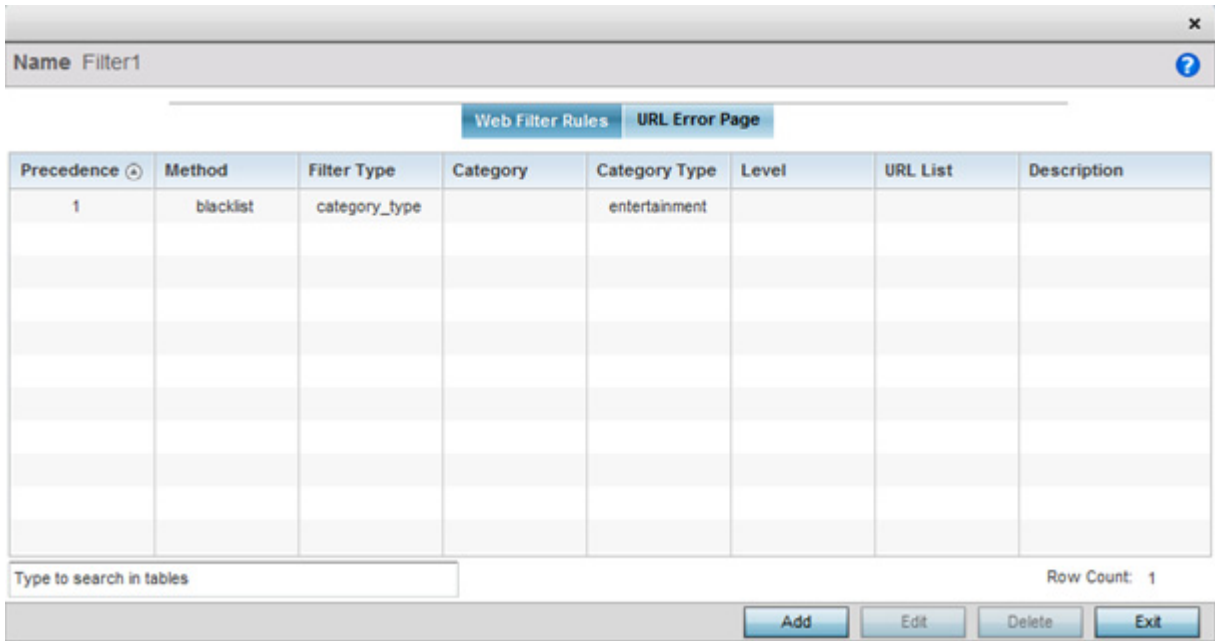 Name Filter1
Web Filter Rules URL Error Page
Precedence Method Filter Type Category Category Type Level URL List Description
1 blacklist category_type entertainment
Type to search in tables Row Count: 1
Add Edit Delete Exit